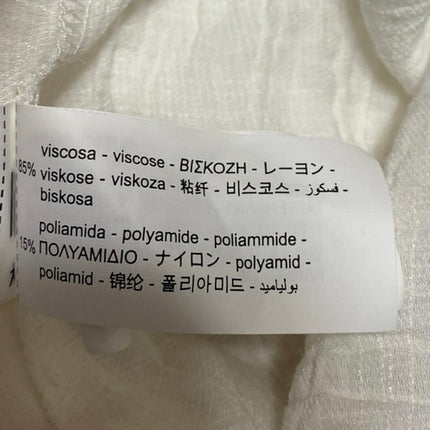 viscosa - viscose - ΒΙΣΚΟΖΗ - レーヨン -
85% viskose - viskoza - 粘纤 - 비스코스 - فسكوز -
biskosa
poliamida - polyamide - poliammide -
15% ΠΟΛΥΑΜΙΔΙΟ - ナイロン - polyamid -
poliamid - 锦纶 - 폴리아미드 - بولياميد